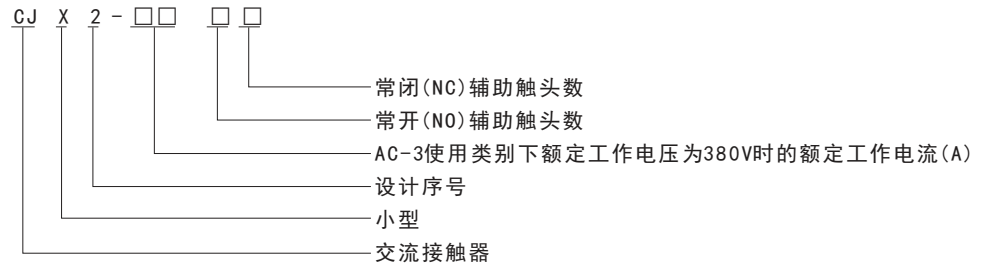 CJ X 2-□□ □□
常闭(NC)辅助触头数
常开(NO)辅助触头数
AC-3使用类别下额定工作电压为380V时的额定工作电流(A)
设计序号
小型
交流接触器